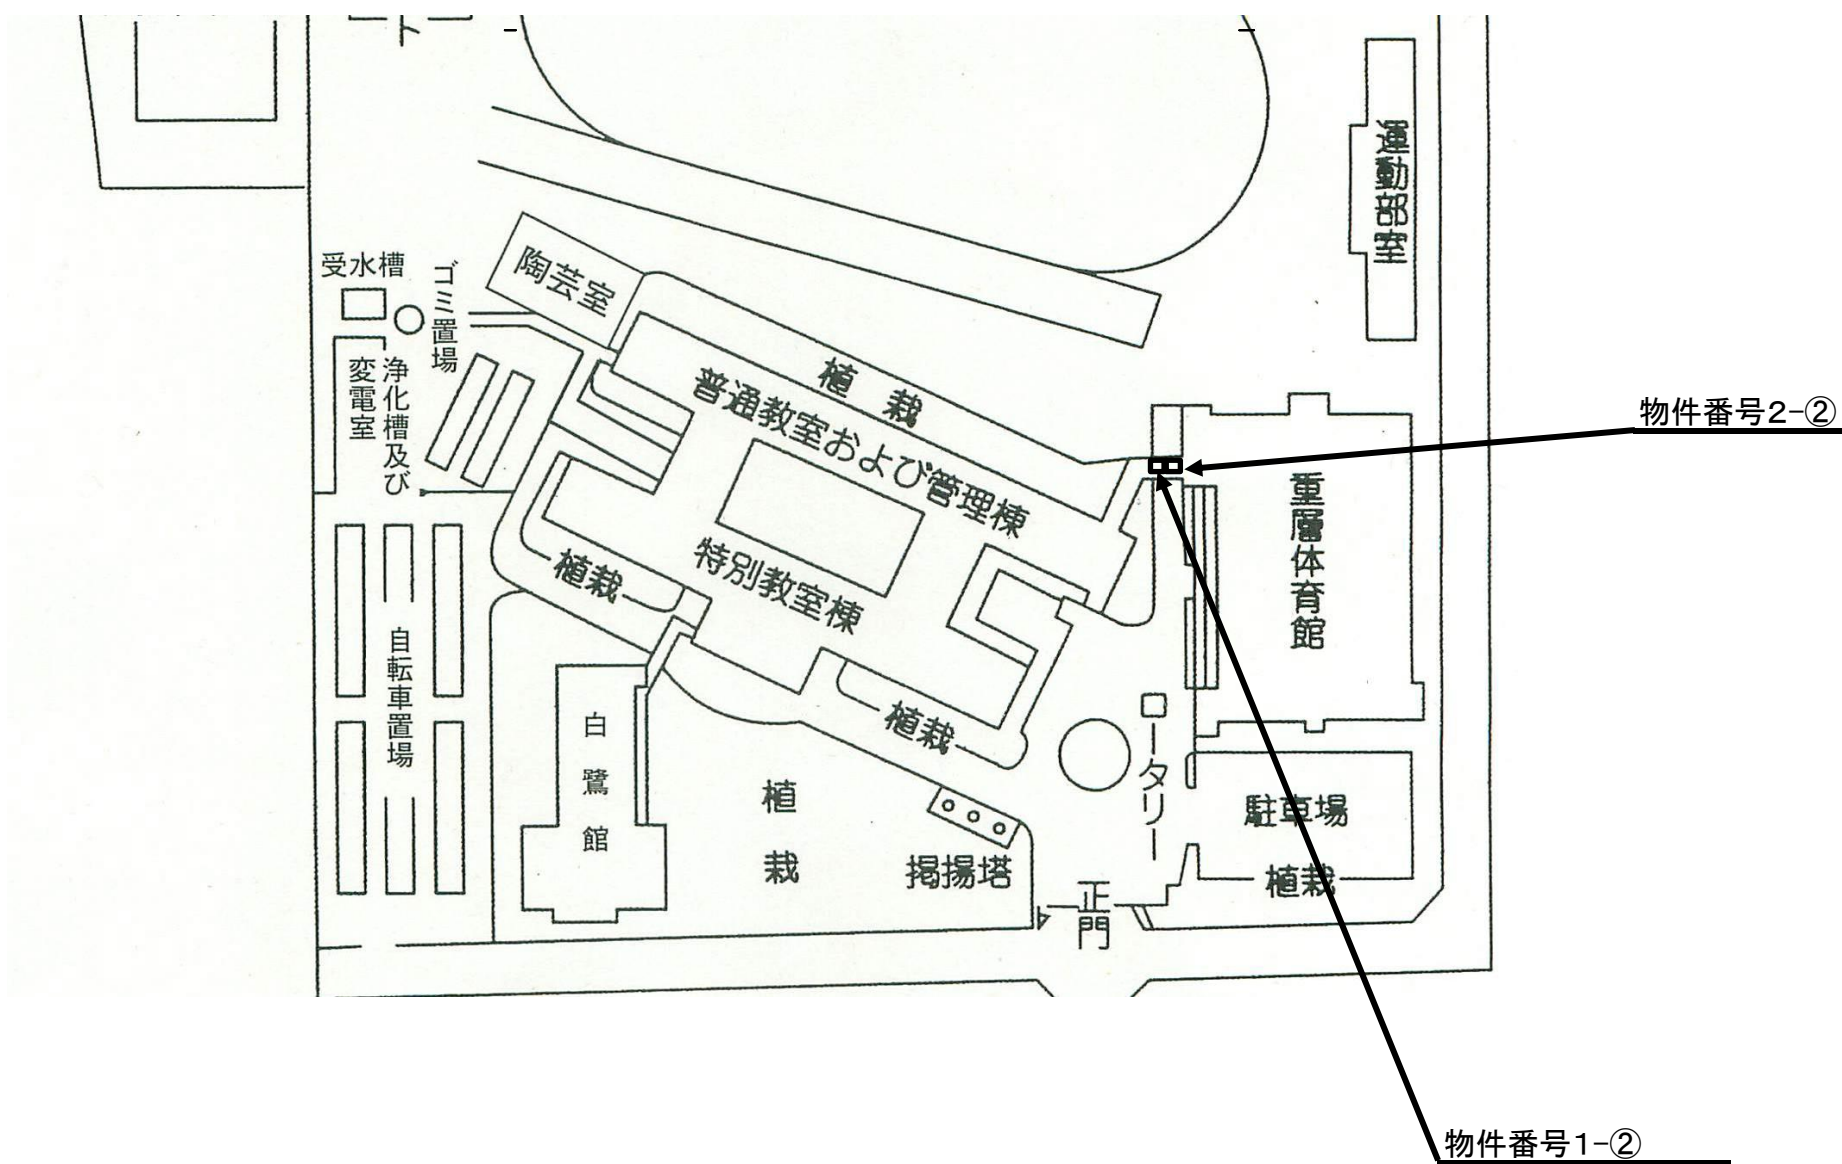 ト
運動部室
受水槽
ゴミ置場
陶芸室
浄化槽及び
変電室
植栽
普通教室および管理棟
物件番号2-②
重層体育館
特別教室棟
植栽
自転車置場
白鷺館
植栽
ロータリー
植栽
掲揚塔
駐車場
植栽
正門
物件番号1-②